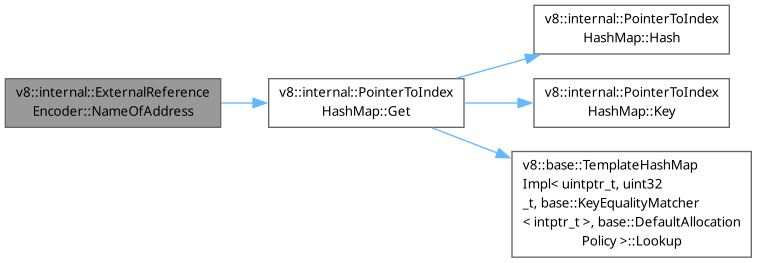 v8::internal::ExternalReference
Encoder::NameOfAddress
v8::internal::PointerToIndex
HashMap::Get
v8::internal::PointerToIndex
HashMap::Hash
v8::internal::PointerToIndex
HashMap::Key
v8::base::TemplateHashMap
Impl< uintptr_t, uint32
_t, base::KeyEqualityMatcher
< intptr_t >, base::DefaultAllocation
Policy >::Lookup